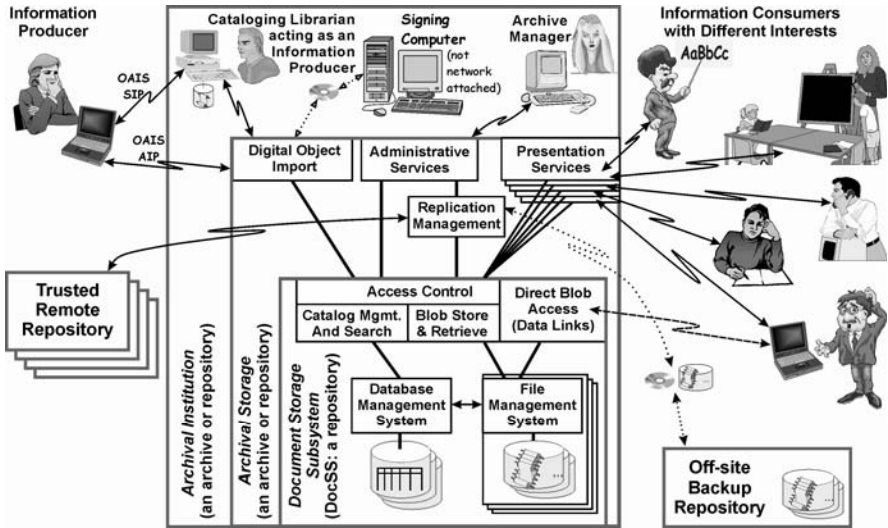 Information
Producer
Cataloging Librarian
acting as an
Information
Producer
Signing
Computer
(not
network
attached)
Archive
Manager
Information Consumers
with Different Interests
AaBbCc
OAIS
SIP
OAIS
AIP
Digital Object
Import
Administrative
Services
Presentation
Services
Replication
Management
Trusted
Remote
Repository
Access Control
Catalog Mgmt.
And Search
Blob Store
& Retrieve
Direct Blob
Access
(Data Links)
Database
Management
System
File
Management
System
Archival Institution
(an archive or repository)
Archival Storage
(an archive or repository)
Document Storage
Subsystem
(DocSS: a repository)
Off-site
Backup
Repository